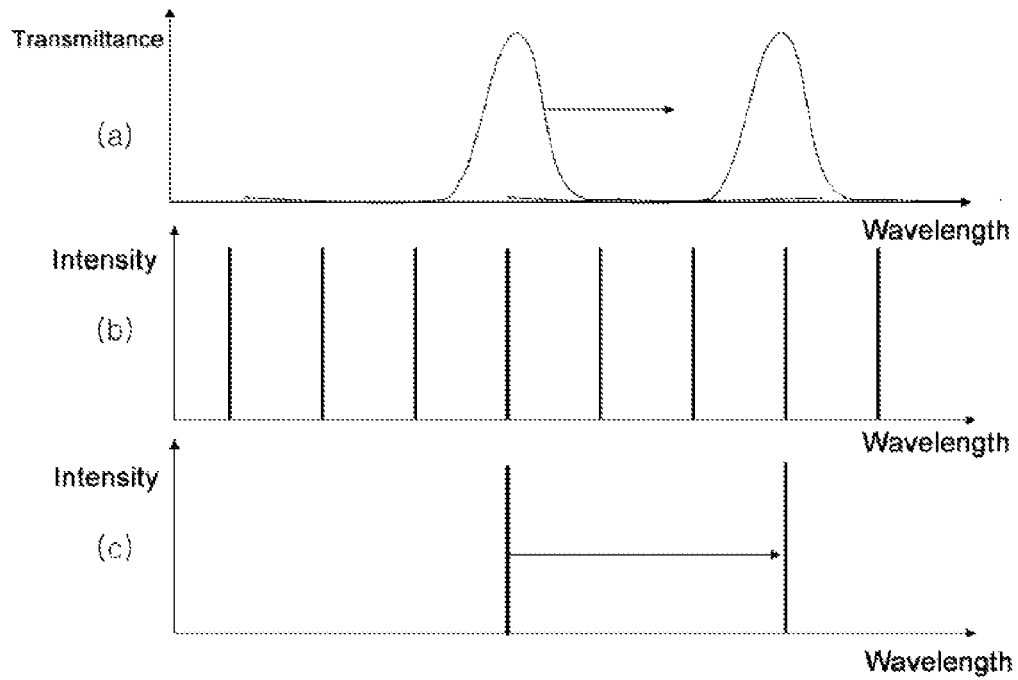 Transmittance
(a)
Wavelength
Intensity
(b)
Wavelength
Intensity
(c)
Wavelength